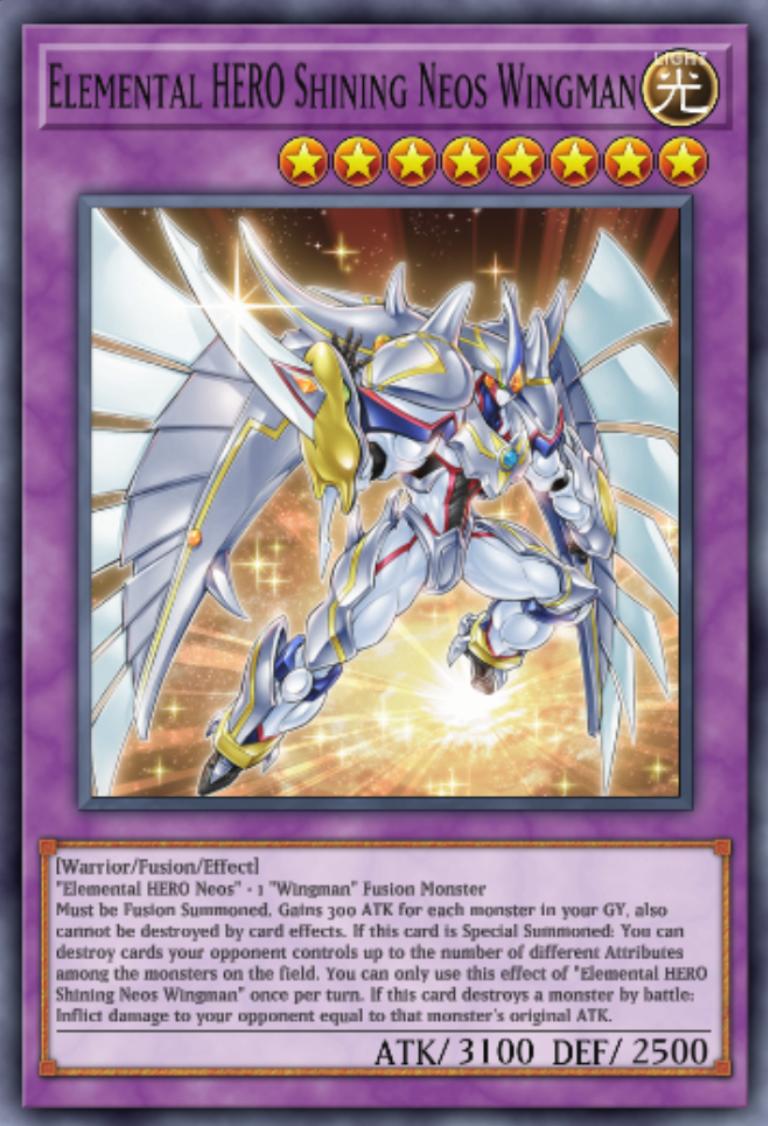 Elemental HERO Shining Neos Wingman
LIGHT
光
[Warrior/Fusion/Effect]
"Elemental HERO Neos" - 1 "Wingman" Fusion Monster
Must be Fusion Summoned. Gains 300 ATK for each monster in your GY, also
cannot be destroyed by card effects. If this card is Special Summoned: You can
destroy cards your opponent controls up to the number of different Attributes
among the monsters on the field. You can only use this effect of "Elemental HERO
Shining Neos Wingman" once per turn. If this card destroys a monster by battle:
Inflict damage to your opponent equal to that monster's original ATK.
ATK/ 3100 DEF/ 2500